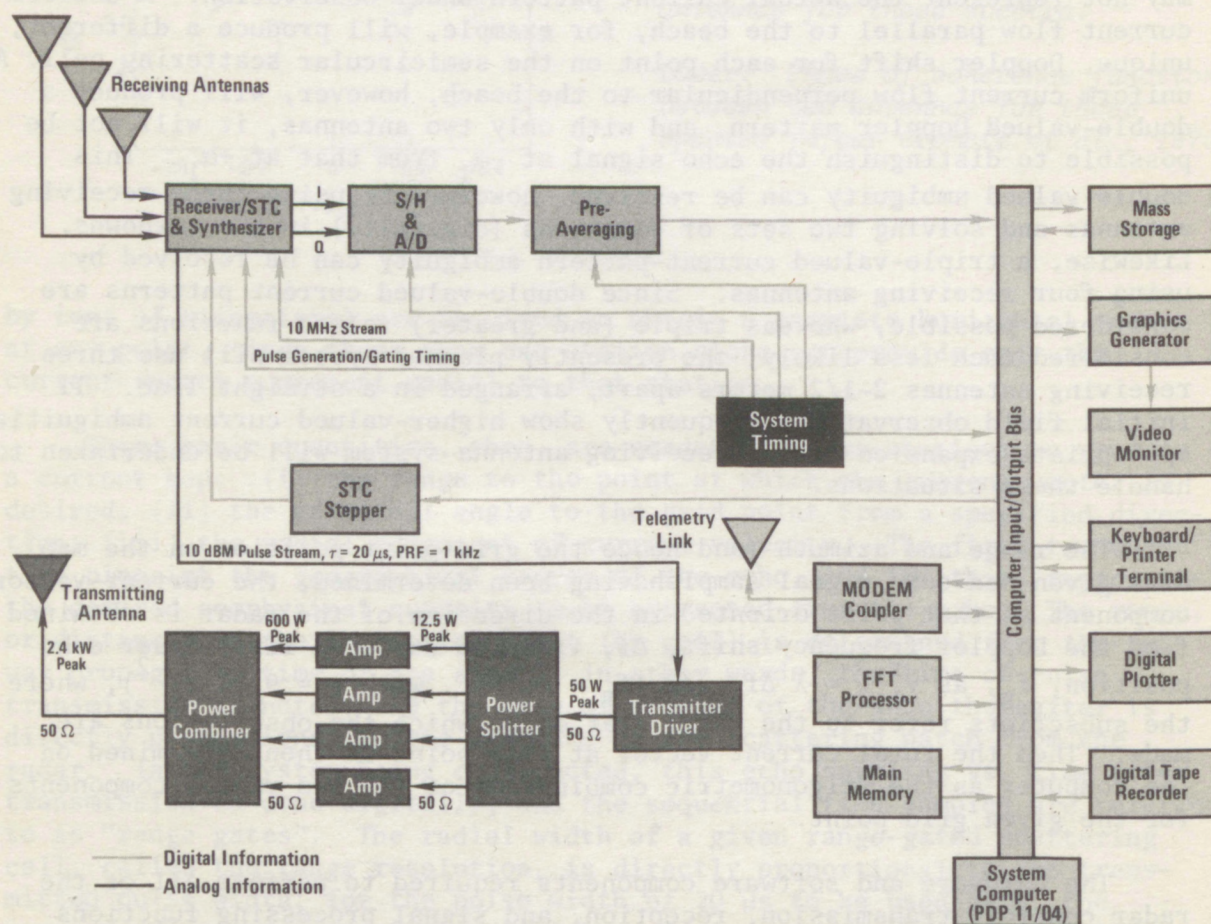 Receiving Antennas
Receiver/STC
& Synthesizer
I
Q
S/H
&
A/D
Pre-
Averaging
Mass
Storage
10 MHz Stream
Pulse Generation/Gating Timing
Graphics
Generator
System
Timing
Video
Monitor
Computer Input/Output Bus
STC
Stepper
Telemetry
Link
10 dBM Pulse Stream, τ = 20 μs, PRF = 1 kHz
Keyboard/
Printer
Terminal
Transmitting
Antenna
MODEM
Coupler
2.4 kW
Peak
600 W
Peak
12.5 W
Peak
Amp
Amp
Amp
Amp
Power
Combiner
Power
Splitter
50 W
Peak
50 Ω
Transmitter
Driver
FFT
Processor
Digital
Plotter
50 Ω
50 Ω
50 Ω
Main
Memory
Digital Tape
Recorder
Digital Information
Analog Information
System
Computer
(PDP 11/04)